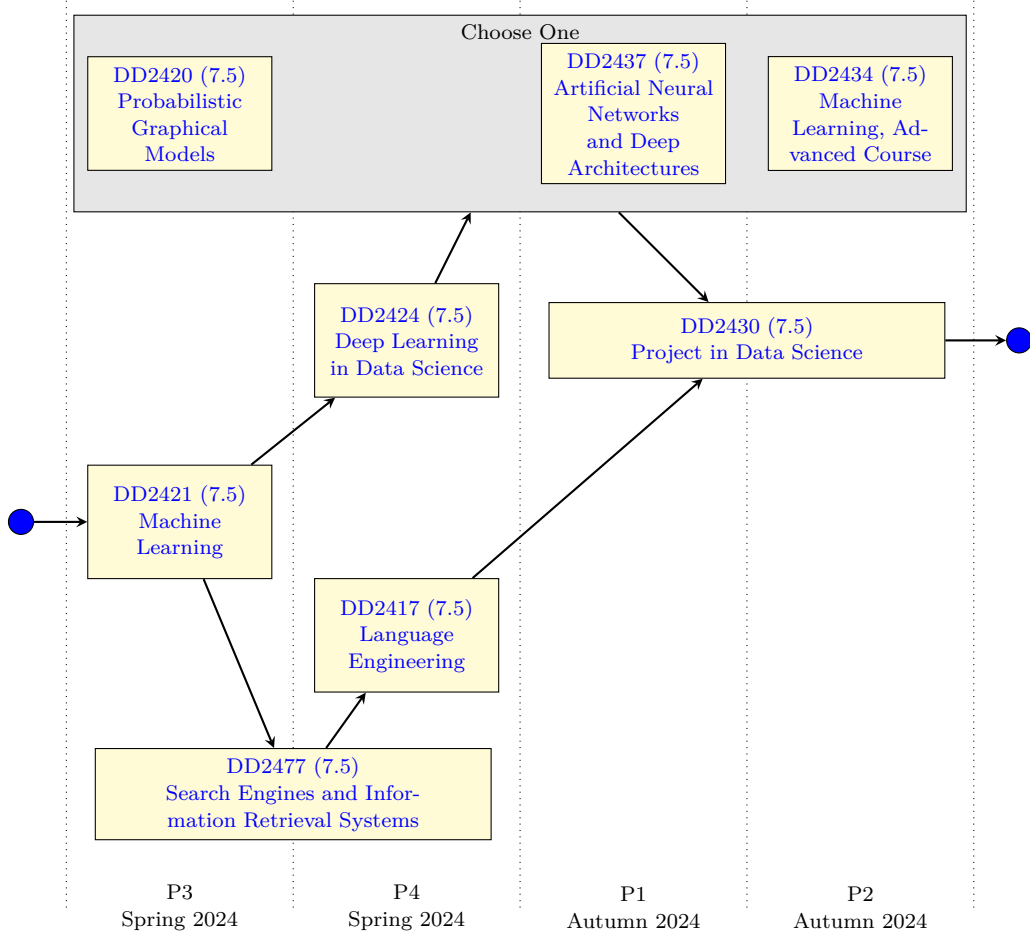 Choose One
DD2420 (7.5)
Probabilistic
Graphical
Models
DD2437 (7.5)
Artificial Neural
Networks
and Deep
Architectures
DD2434 (7.5)
Machine
Learning, Ad-
vanced Course
DD2424 (7.5)
Deep Learning
in Data Science
DD2430 (7.5)
Project in Data Science
DD2421 (7.5)
Machine
Learning
DD2417 (7.5)
Language
Engineering
DD2477 (7.5)
Search Engines and Infor-
mation Retrieval Systems
P3
Spring 2024
P4
Spring 2024
P1
Autumn 2024
P2
Autumn 2024